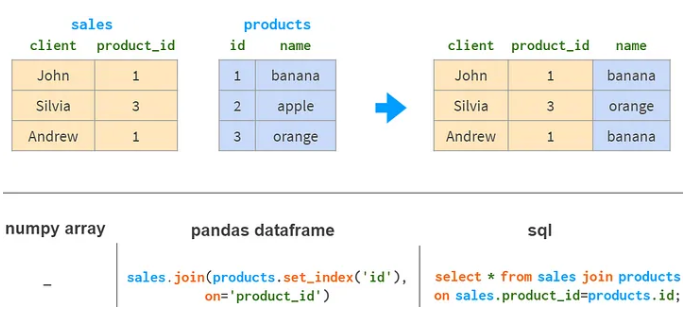 sales products
client product_id id name client product_id name
John 1 1 banana John 1 banana
Silvia 3 2 apple Silvia 3 orange
Andrew 1 3 orange Andrew 1 banana
numpy array pandas dataframe sql
_ sales.join(products.set_index('id'), select * from sales join products
on='product_id') on sales.product_id=products.id;